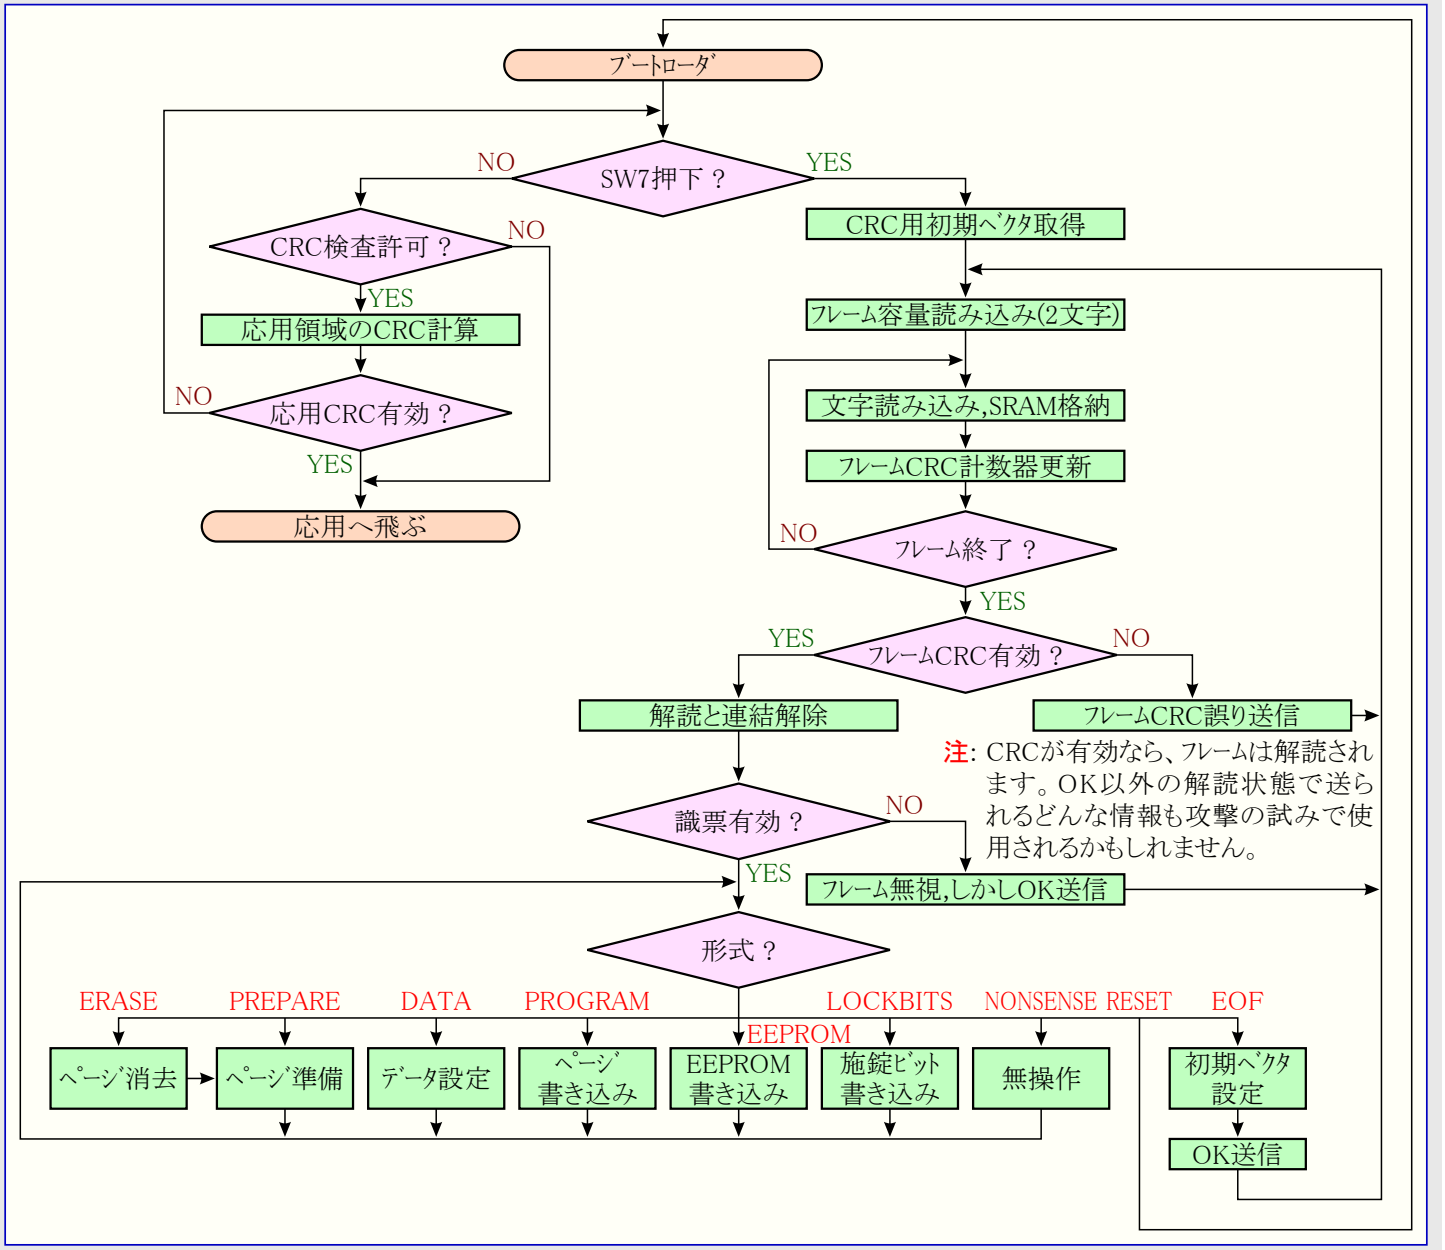 ﾌﾞｰﾄﾛｰﾀﾞ
NO
YES
SW7押下？
CRC検査許可？
NO
CRC用初期ﾍﾞｸﾀ取得
YES
応用領域のCRC計算
ﾌﾚｰﾑ容量読み込み(2文字)
NO
応用CRC有効？
文字読み込み,SRAM格納
YES
ﾌﾚｰﾑCRC計数器更新
応用へ飛ぶ
NO
ﾌﾚｰﾑ終了？
YES
YES
NO
ﾌﾚｰﾑCRC有効？
解読と連結解除
ﾌﾚｰﾑCRC誤り送信
注: CRCが有効なら、ﾌﾚｰﾑは解読され
ます。OK以外の解読状態で送ら
れるどんな情報も攻撃の試みで使
用されるかもしれません。
NO
識票有効？
YES
ﾌﾚｰﾑ無視,しかしOK送信
形式？
ERASE
PREPARE
DATA
PROGRAM
EEPROM
LOCKBITS
NONSENSE
RESET
EOF
ﾍﾟｰｼﾞ消去
ﾍﾟｰｼﾞ準備
ﾃﾞｰﾀ設定
ﾍﾟｰｼﾞ
書き込み
EEPROM
書き込み
施錠ﾋﾞｯﾄ
書き込み
無操作
初期ﾍﾞｸﾀ
設定
OK送信